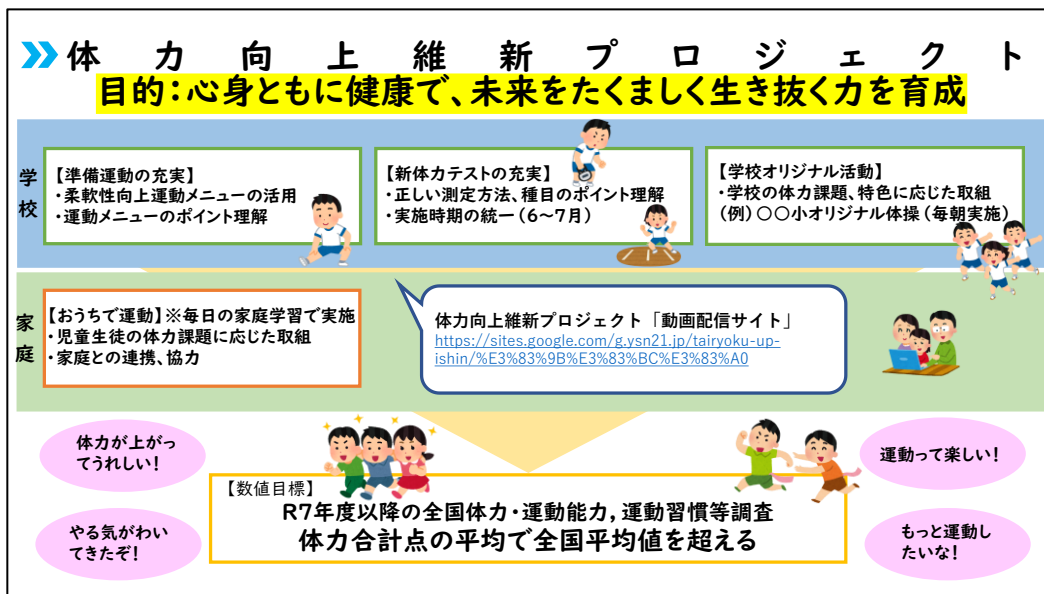 体力向上維新プロジェクト
目的：心身ともに健康で、未来をたくましく生き抜く力を育成
学校
【準備運動の充実】
・柔軟性向上運動メニューの活用
・運動メニューのポイント理解
【新体力テストの充実】
・正しい測定方法、種目のポイント理解
・実施時期の統一（6～7月）
【学校オリジナル活動】
・学校の体力課題、特色に応じた取組
（例）○○小オリジナル体操（毎朝実施）
家庭
【おうちで運動】※毎日の家庭学習で実施
・児童生徒の体力課題に応じた取組
・家庭との連携、協力
体力向上維新プロジェクト「動画配信サイト」
https://sites.google.com/g.ysn21.jp/tairyoku-up-
ishin/%E3%83%9B%E3%83%BC%E3%83%A0
体力が上がっ
てうれしい！
やる気がわい
てきたぞ！
【数値目標】
R7年度以降の全国体力・運動能力，運動習慣等調査
体力合計点の平均で全国平均値を超える
運動って楽しい！
もっと運動し
たいな！